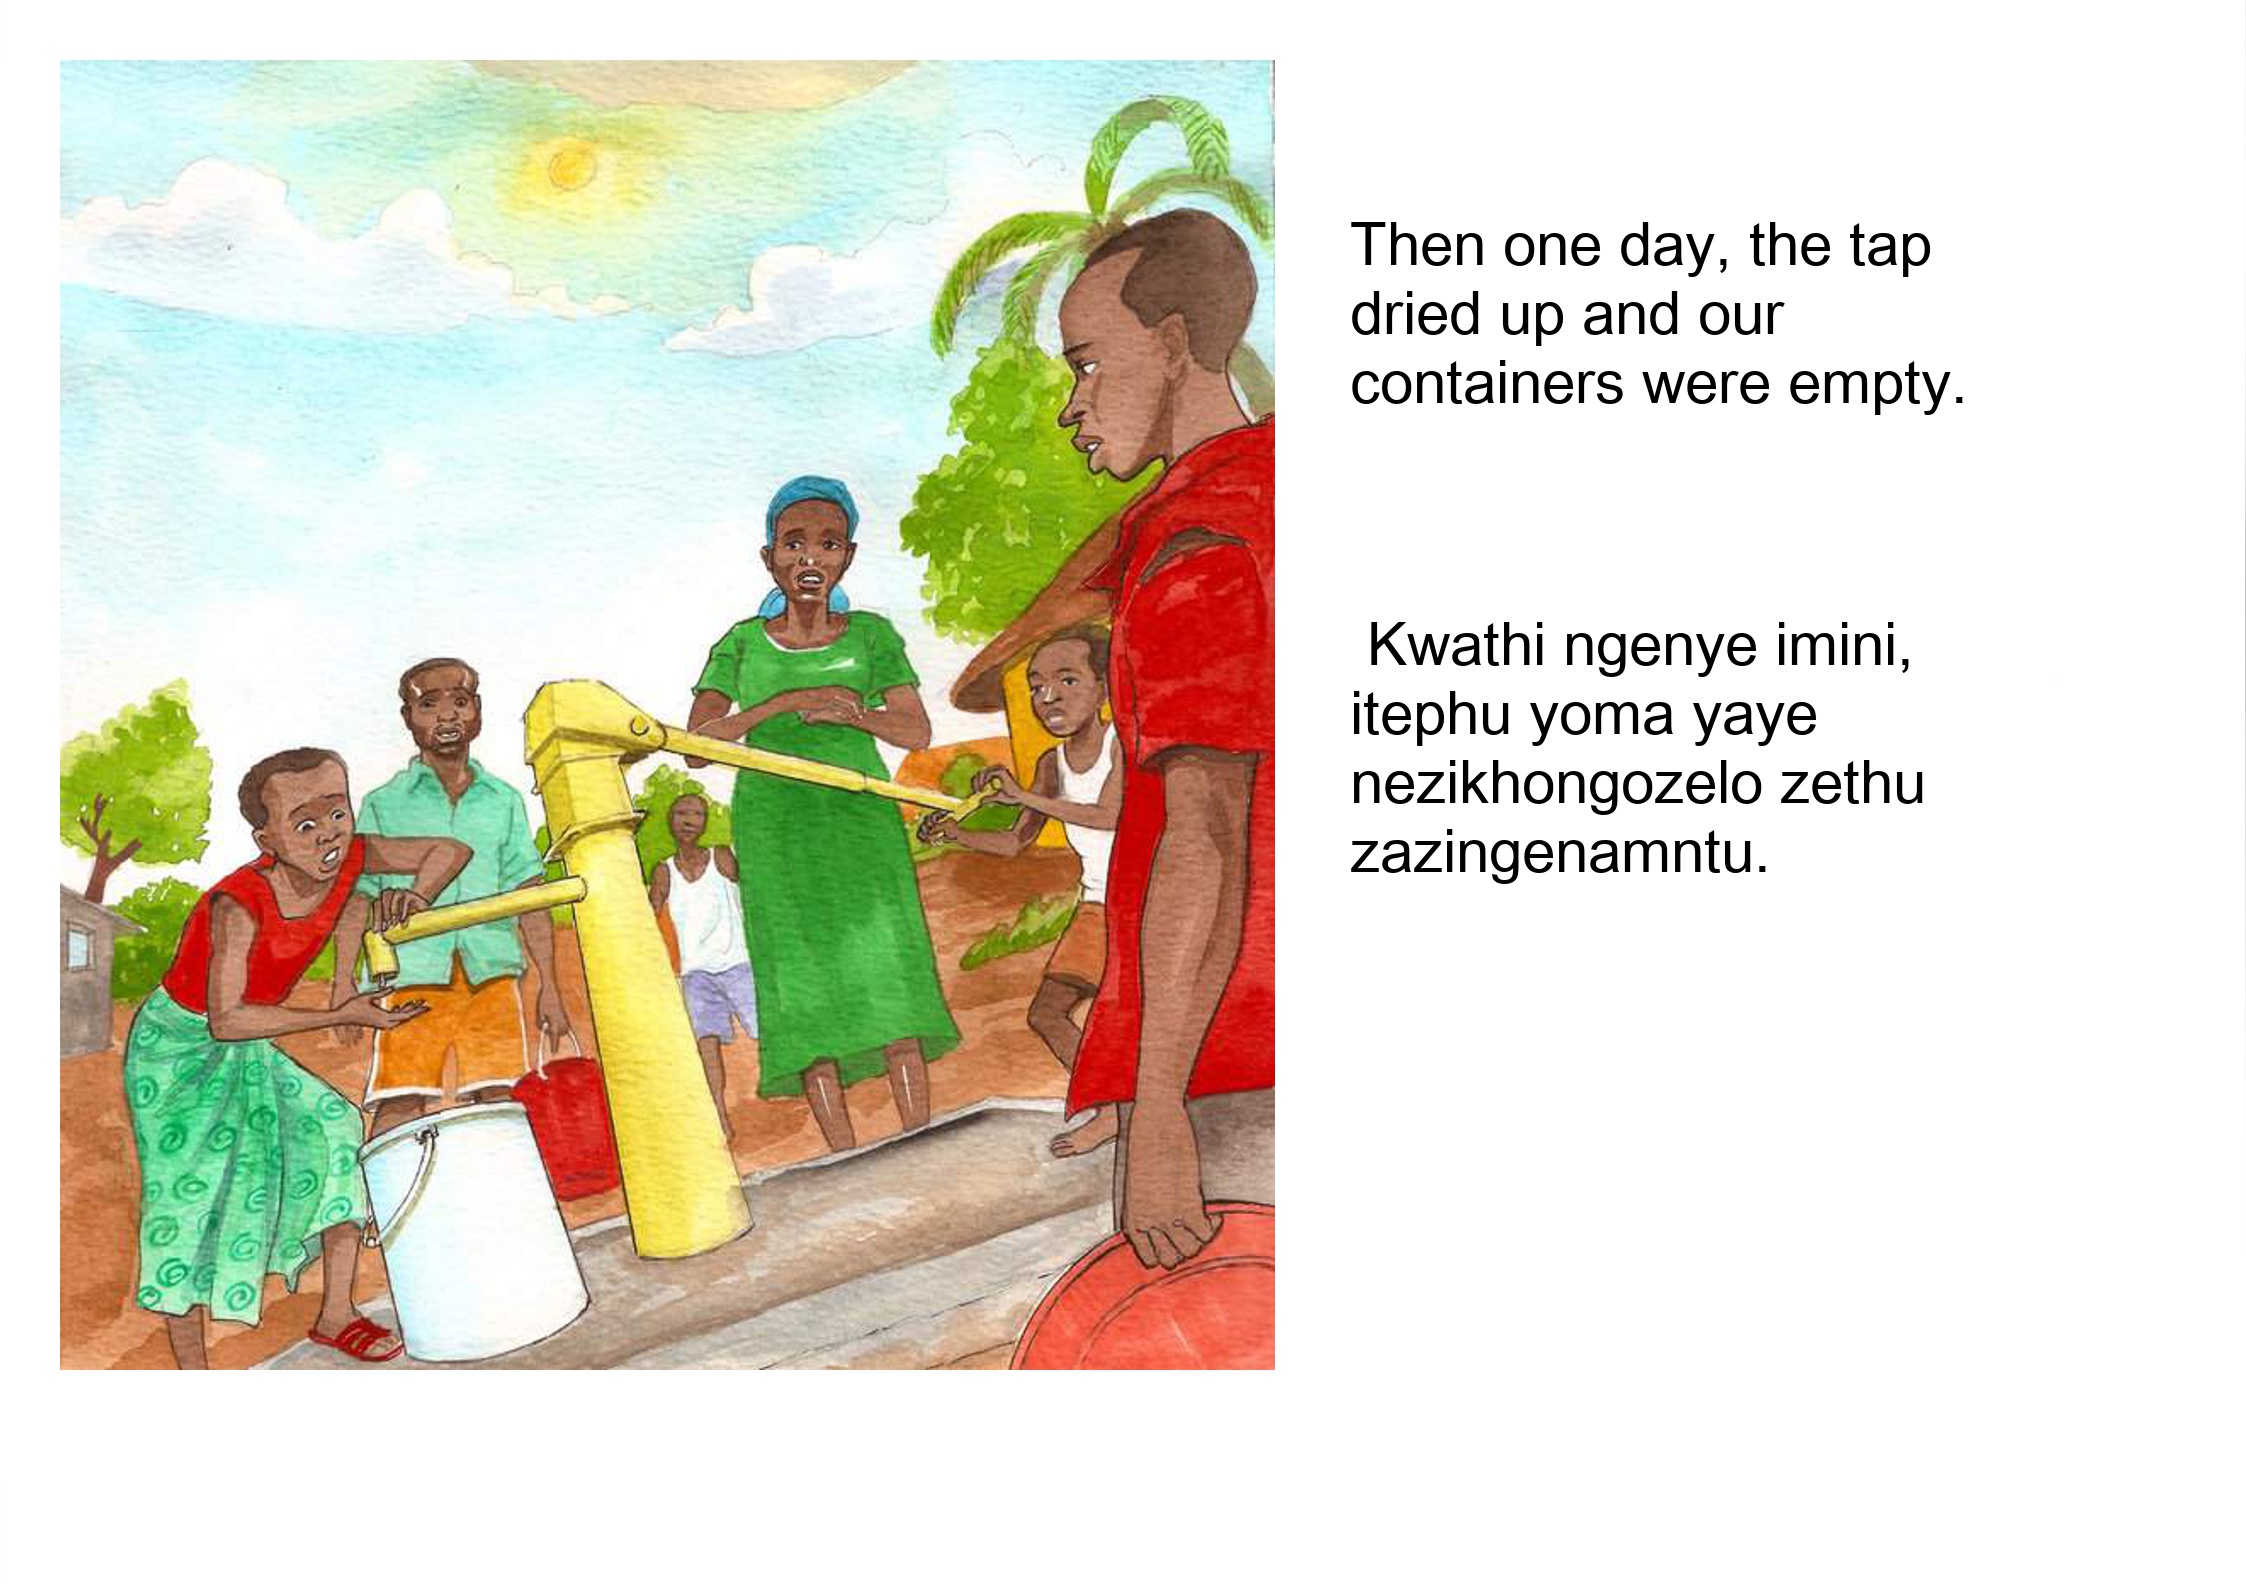 Then one day, the tap
dried up and our
containers were empty.
Kwathi ngenye imini,
itephu yoma yaye
nezikhongozelo zethu
zazingenamntu.